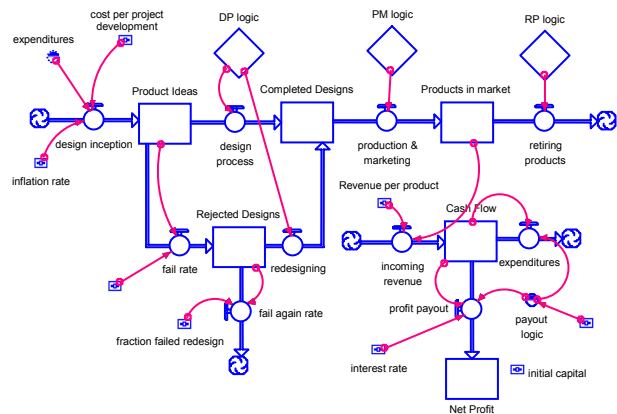 cost per project
development
expenditures
DP logic
PM logic
RP logic
Product Ideas
Completed Designs
Products in market
design inception
design
process
production &
marketing
retiring
products
inflation rate
Revenue per product
Rejected Designs
Cash Flow
fail rate
redesigning
incoming
revenue
expenditures
fail again rate
profit payout
payout
logic
fraction failed redesign
interest rate
initial capital
Net Profit